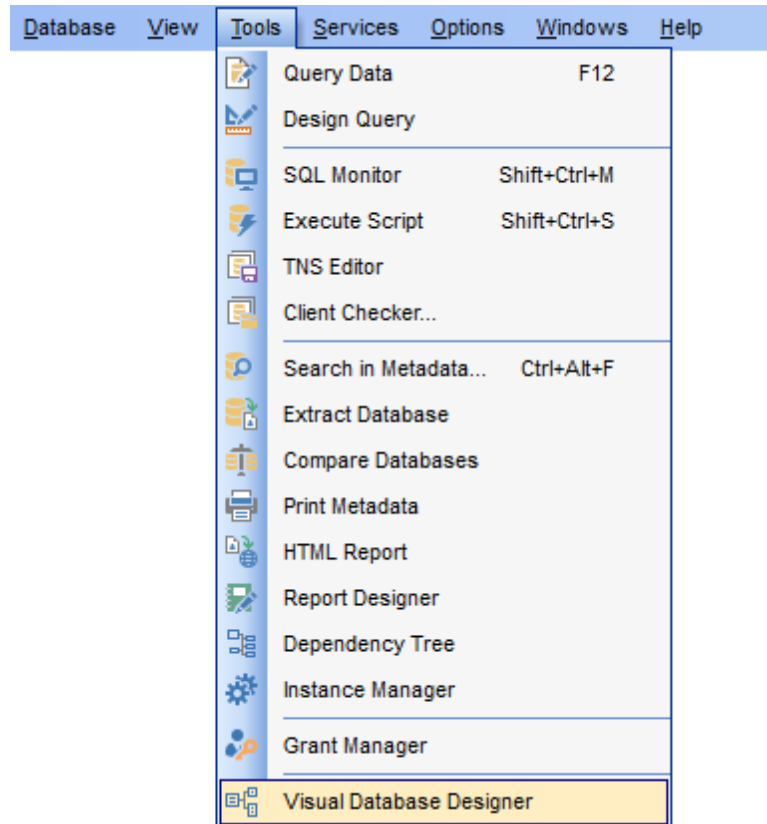 Database View Tools Services Options Windows Help
Query Data F12
Design Query
SQL Monitor Shift+Ctrl+M
Execute Script Shift+Ctrl+S
TNS Editor
Client Checker...
Search in Metadata... Ctrl+Alt+F
Extract Database
Compare Databases
Print Metadata
HTML Report
Report Designer
Dependency Tree
Instance Manager
Grant Manager
Visual Database Designer